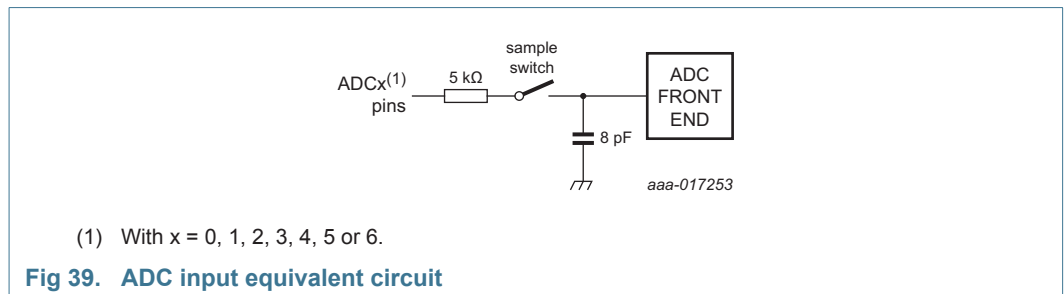 sample
switch
ADCx(1)
pins
5 kΩ
ADC
FRONT
END
8 pF
aaa-017253
(1) With x = 0, 1, 2, 3, 4, 5 or 6.
Fig 39. ADC input equivalent circuit